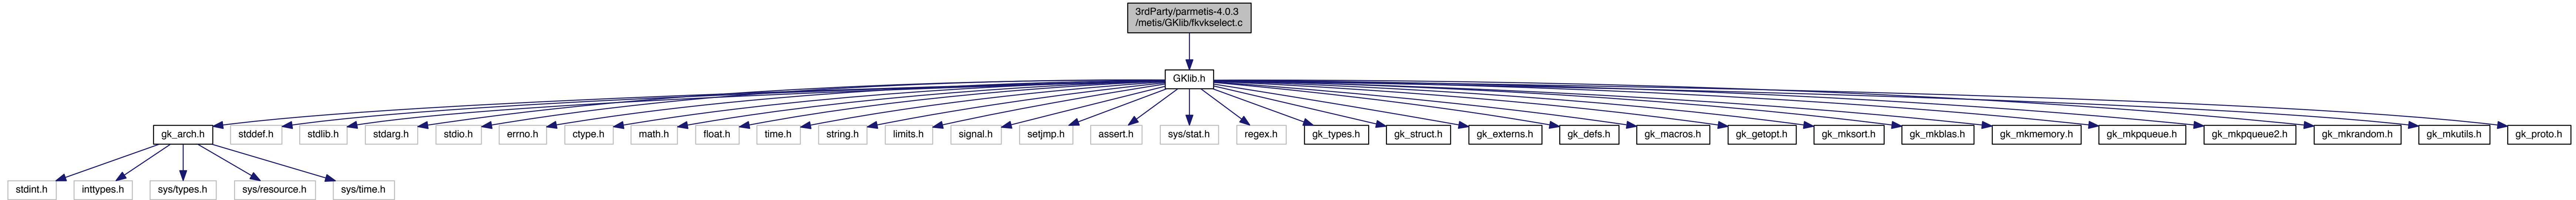 3rdParty/parmetis-4.0.3
/metis/GKlib/fkvkselect.c
GKlib.h
gk_arch.h
stddef.h
stdlib.h
stdarg.h
stdio.h
errno.h
ctype.h
math.h
float.h
time.h
string.h
limits.h
signal.h
setjmp.h
assert.h
sys/stat.h
regex.h
gk_types.h
gk_struct.h
gk_externs.h
gk_defs.h
gk_macros.h
gk_getopt.h
gk_mksort.h
gk_mkblas.h
gk_mkmemory.h
gk_mkpqueue.h
gk_mkpqueue2.h
gk_mkrandom.h
gk_mkutils.h
gk_proto.h
stdint.h
inttypes.h
sys/types.h
sys/resource.h
sys/time.h